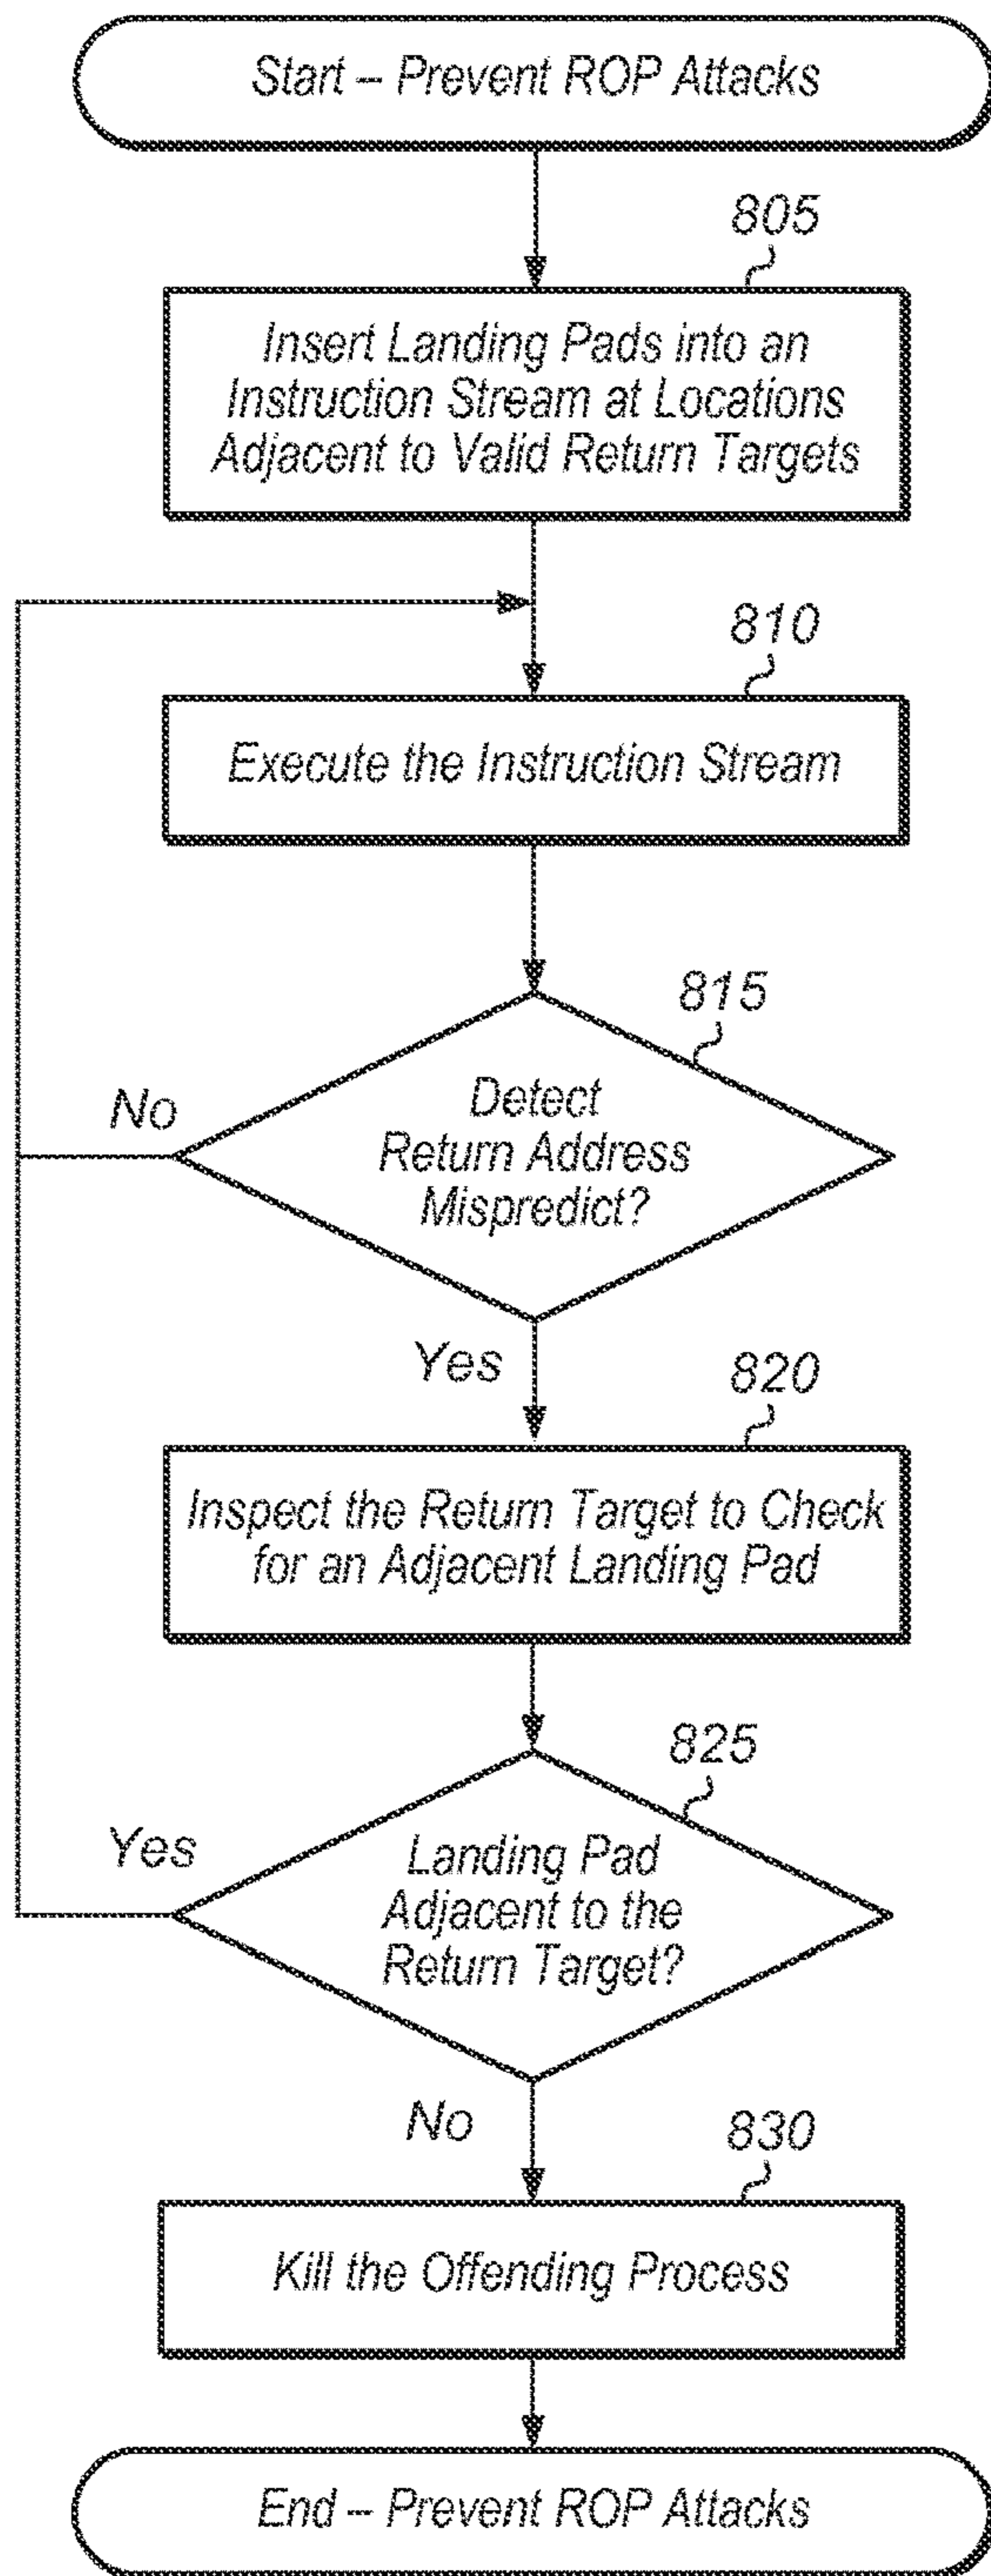 Start – Prevent ROP Attacks
805
Insert Landing Pads into an
Instruction Stream at Locations
Adjacent to Valid Return Targets
810
Execute the Instruction Stream
815
Detect
Return Address
Mispredict?
No
Yes
820
Inspect the Return Target to Check
for an Adjacent Landing Pad
825
Landing Pad
Adjacent to the
Return Target?
Yes
No
830
Kill the Offending Process
End – Prevent ROP Attacks